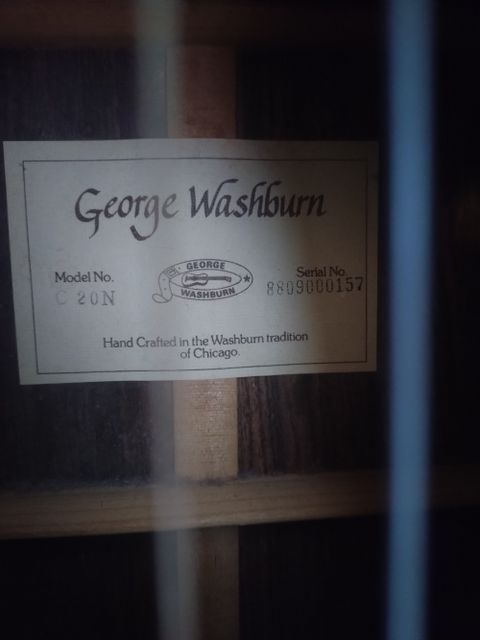 George Washburn
Model No.
GEORGE
WASHBURN
Serial No.
C 20N
8809000157
Hand Crafted in the Washburn tradition
of Chicago.